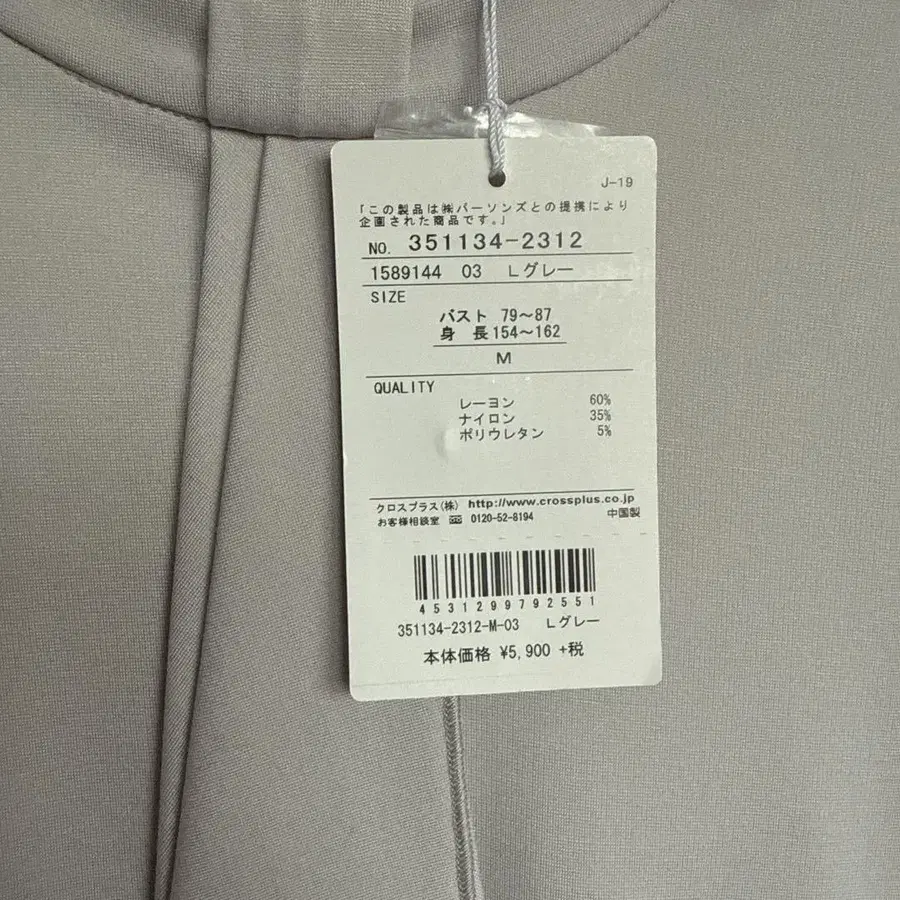 J-19
「この製品は㈱パーソンズとの提携により
企画された商品です。」
NO. 351134-2312
1589144 03 Lグレー
SIZE
バスト 79～87
身 長 154～162
M
QUALITY
レーヨン 60%
ナイロン 35%
ポリウレタン 5%
クロスプラス(株) http://www.crossplus.co.jp
お客様相談室 0120-52-8194 中国製
4531299792551
351134-2312-M-03 Lグレー
本体価格 ¥5,900 +税